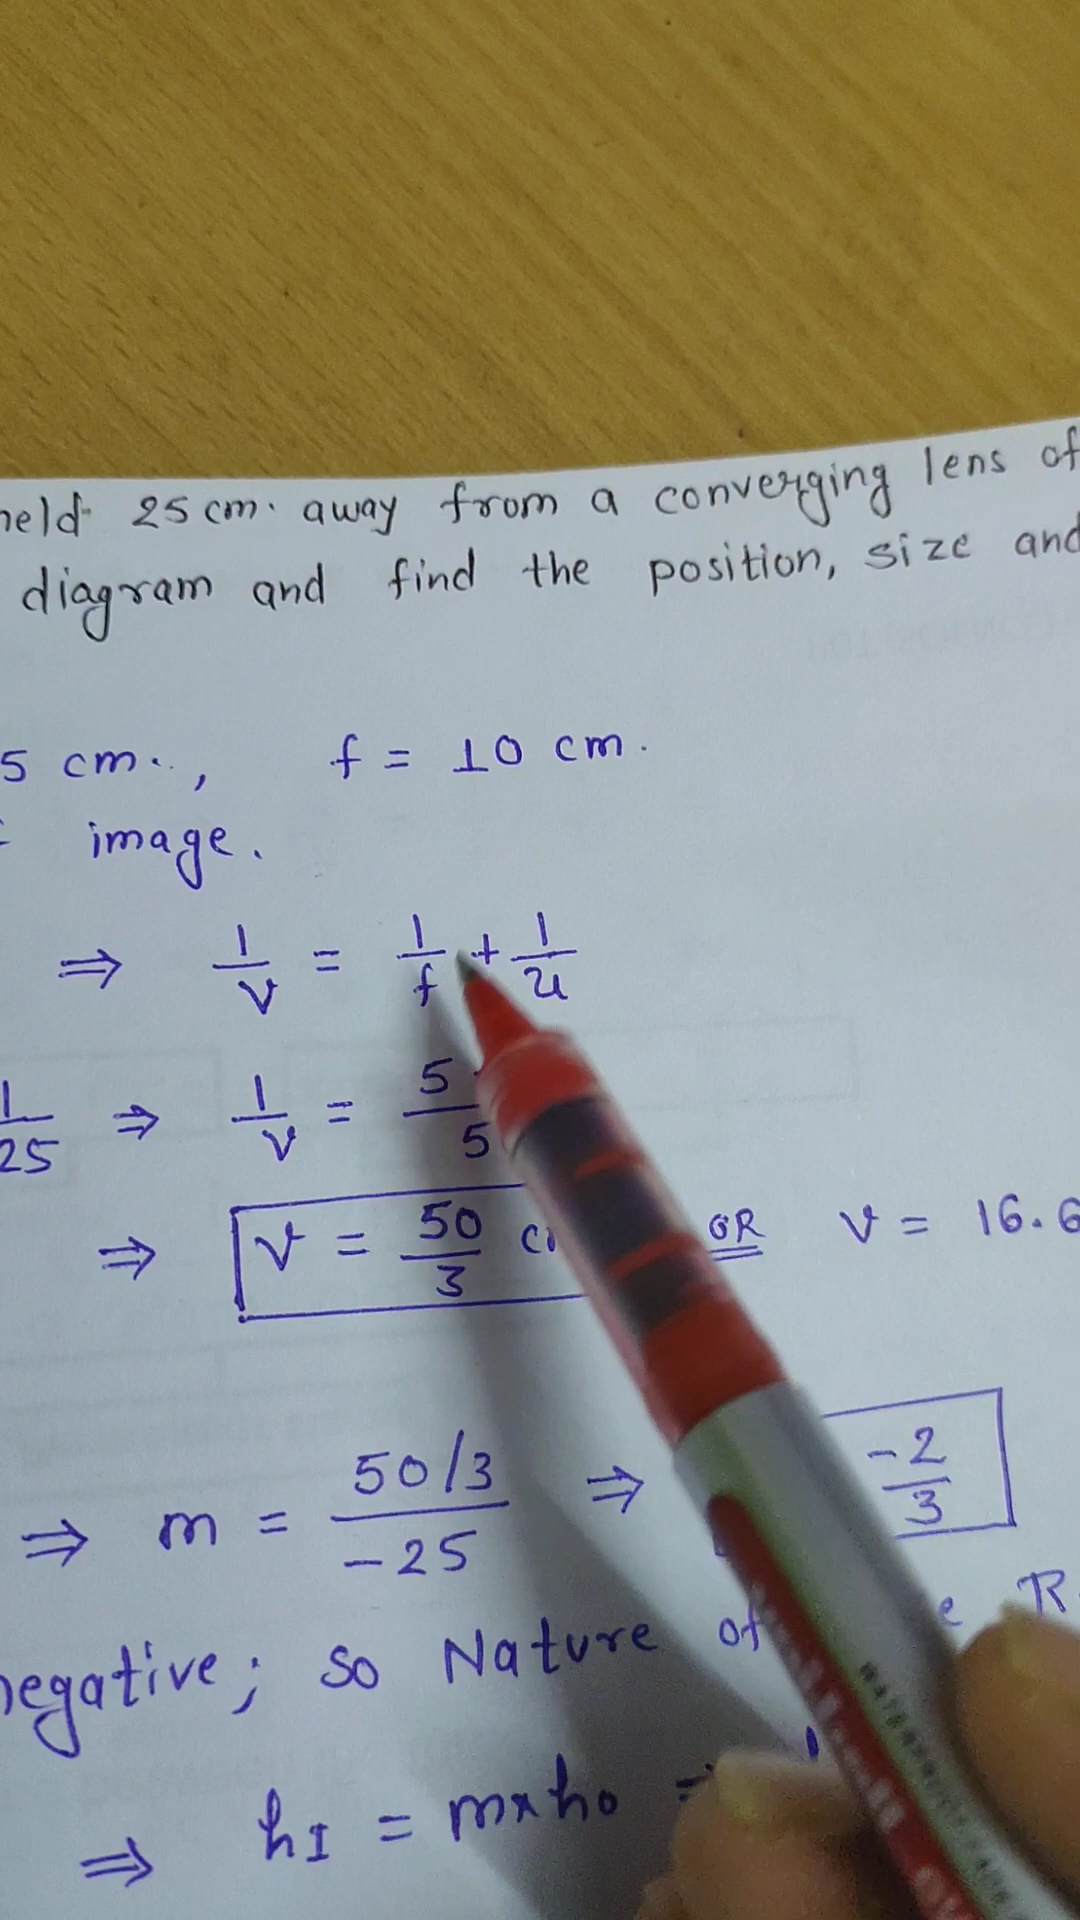 held 25 cm. away from a converging lens of
diagram and find the position, size and
5 cm., f = 10 cm.
image.
⇒ 1/v = 1/f + 1/u
1/25 ⇒ 1/v = 5 5
⇒ v = 50/3 OR v = 16.6
⇒ m = 50/3 / -25 ⇒ -2/3
negative; so Nature of
⇒ hI = m×h0 =